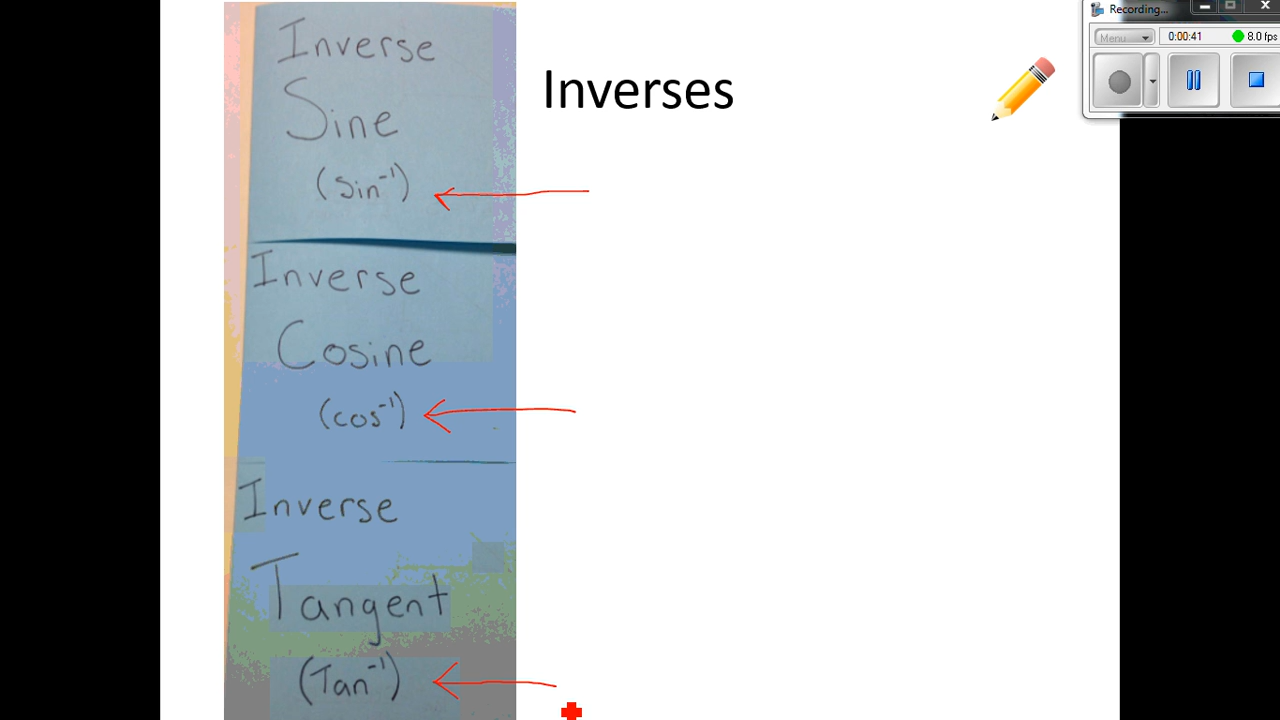 Inverse
Sine
(Sin⁻¹)
Inverse
Cosine
(cos⁻¹)
Inverse
Tangent
(Tan⁻¹)
Inverses
Recording...
Menu
0:00:41
8.0 fps